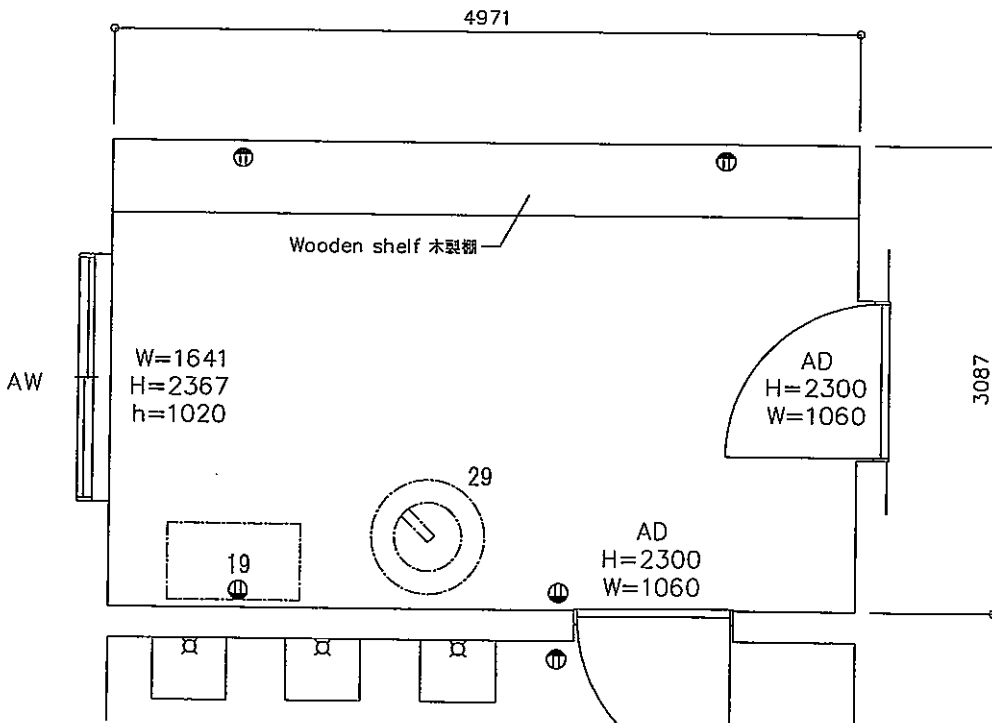 4971
Wooden shelf 木製棚
AW
W=1641
H=2367
h=1020
AD
H=2300
W=1060
3087
29
19
AD
H=2300
W=1060